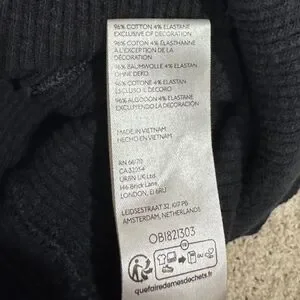 96% COTTON 4% ELASTANE
EXCLUSIVE OF DECORATION
96% COTON 4% ELASTHANNE
À L'EXCEPTION DE LA
DÉCORATION
96% BAUMWOLLE 4% ELASTAN
OHNE DEKO
96% COTONE 4% ELASTAN
ESCLUSO IL DECORO
96% ALGODÓN 4% ELASTANO
EXCLUYENDO LA DECORACIÓN
MADE IN VIETNAM
HECHO EN VIETNAM
RN 66170
CA 32054
URBN UK Ltd.
146 Brick Lane,
LONDON, E1 6RU
LEIDSESTRAAT 32, 1017 PB
AMSTERDAM, NETHERLANDS
OB1821303
FR
quefairedemesdechets.fr